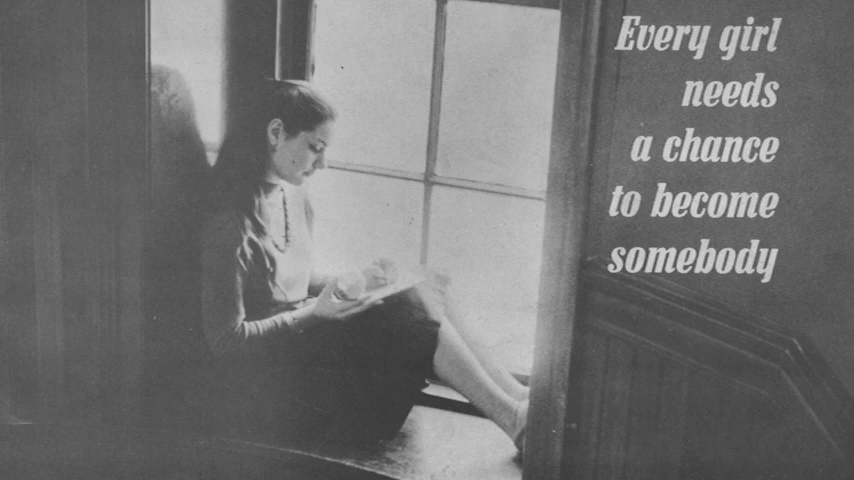 Every girl
needs
a chance
to become
somebody